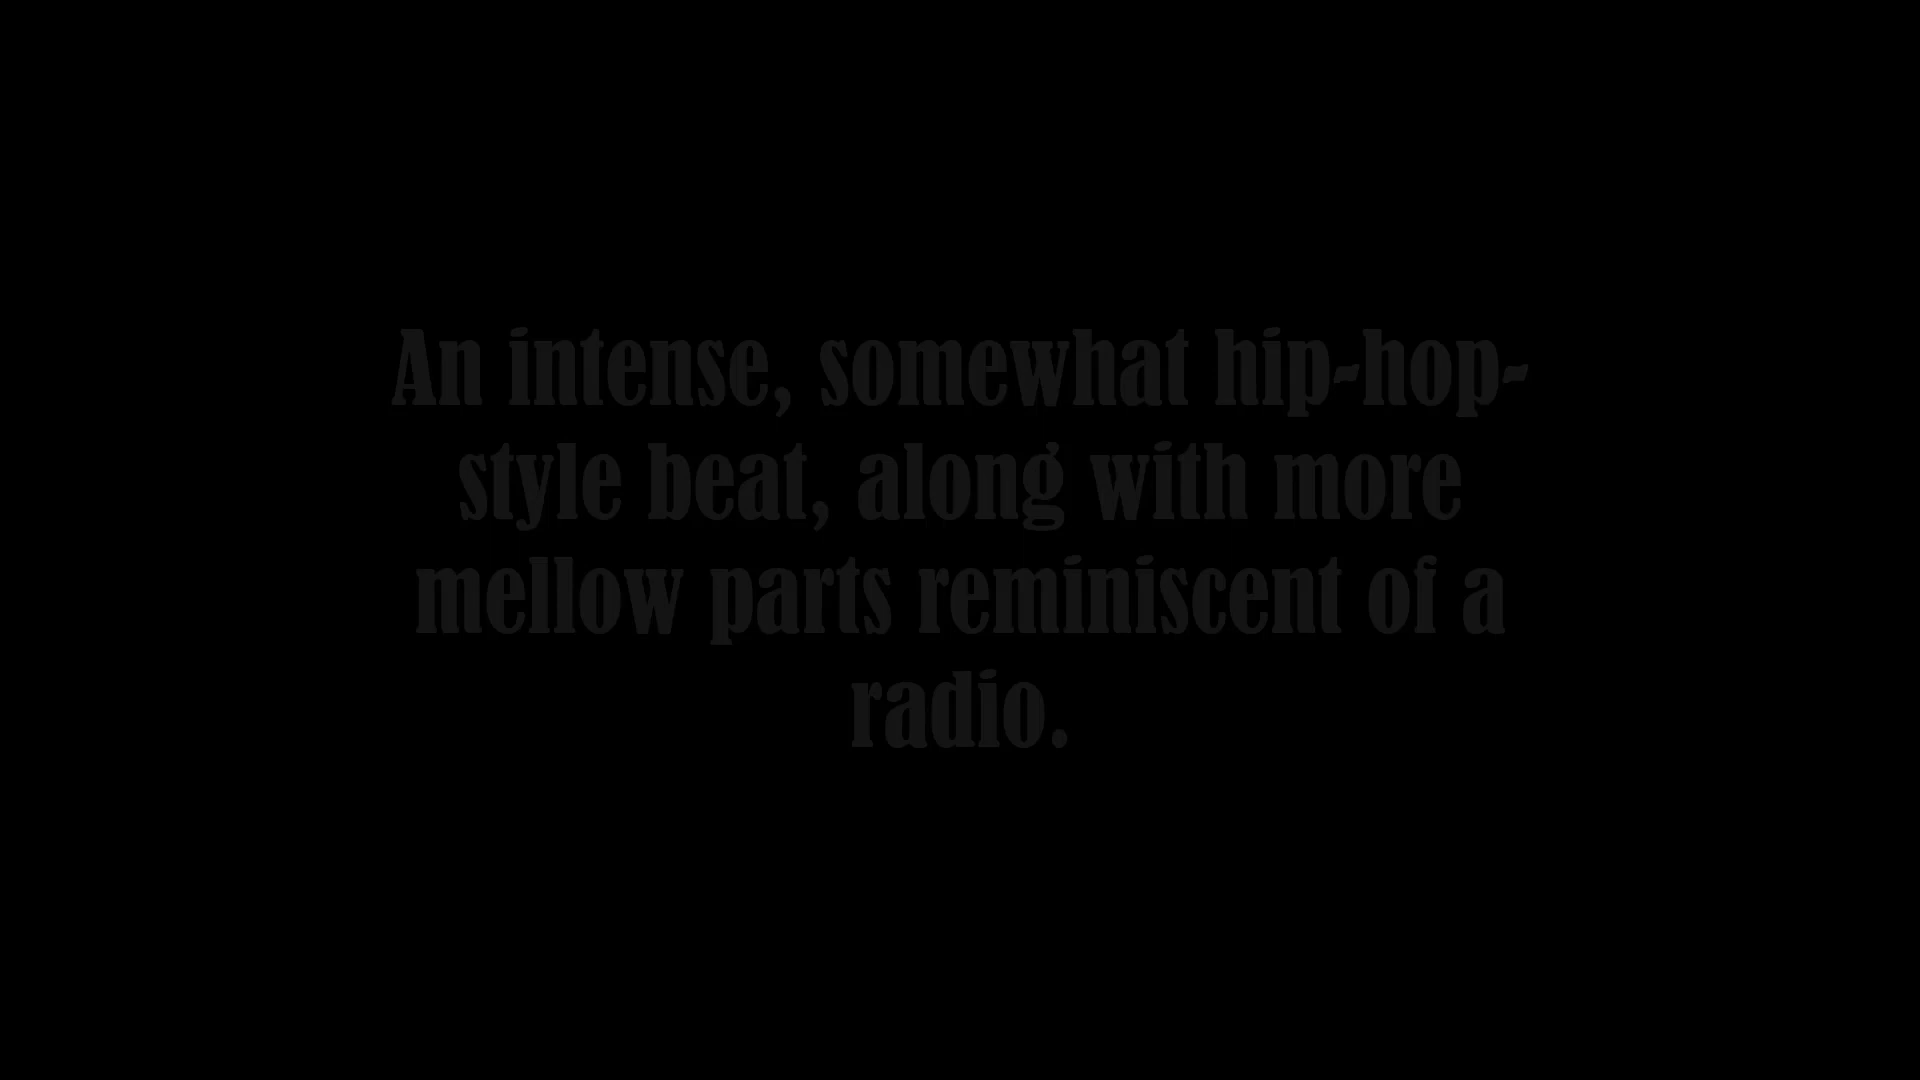 An intense, somewhat hip-hop-
style beat, along with more
mellow parts reminiscent of a
radio.